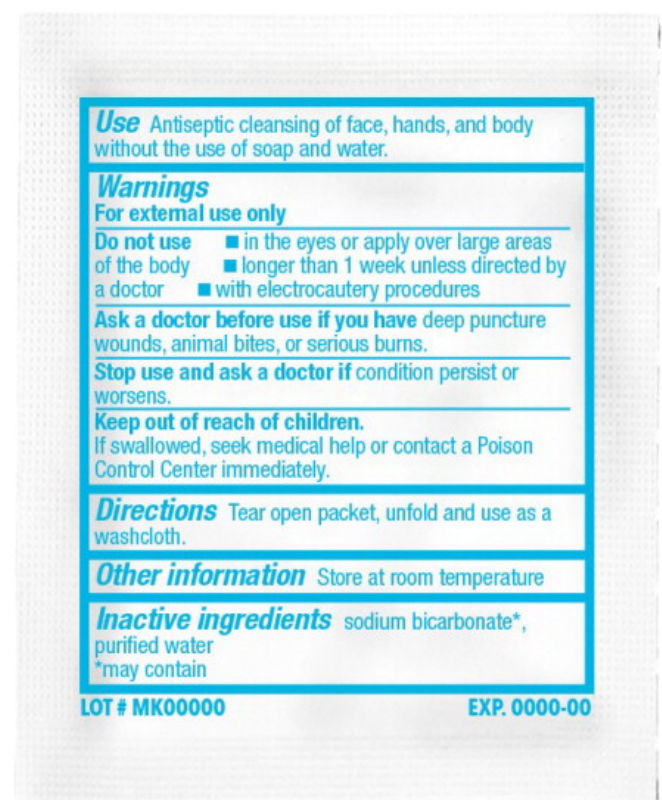 Use Antiseptic cleansing of face, hands, and body
without the use of soap and water.
Warnings
For external use only
Do not use ■ in the eyes or apply over large areas
of the body ■ longer than 1 week unless directed by
a doctor ■ with electrocautery procedures
Ask a doctor before use if you have deep puncture
wounds, animal bites, or serious burns.
Stop use and ask a doctor if condition persist or
worsens.
Keep out of reach of children.
If swallowed, seek medical help or contact a Poison
Control Center immediately.
Directions Tear open packet, unfold and use as a
washcloth.
Other information Store at room temperature
Inactive ingredients sodium bicarbonate*,
purified water
*may contain
LOT # MK00000 EXP. 0000-00